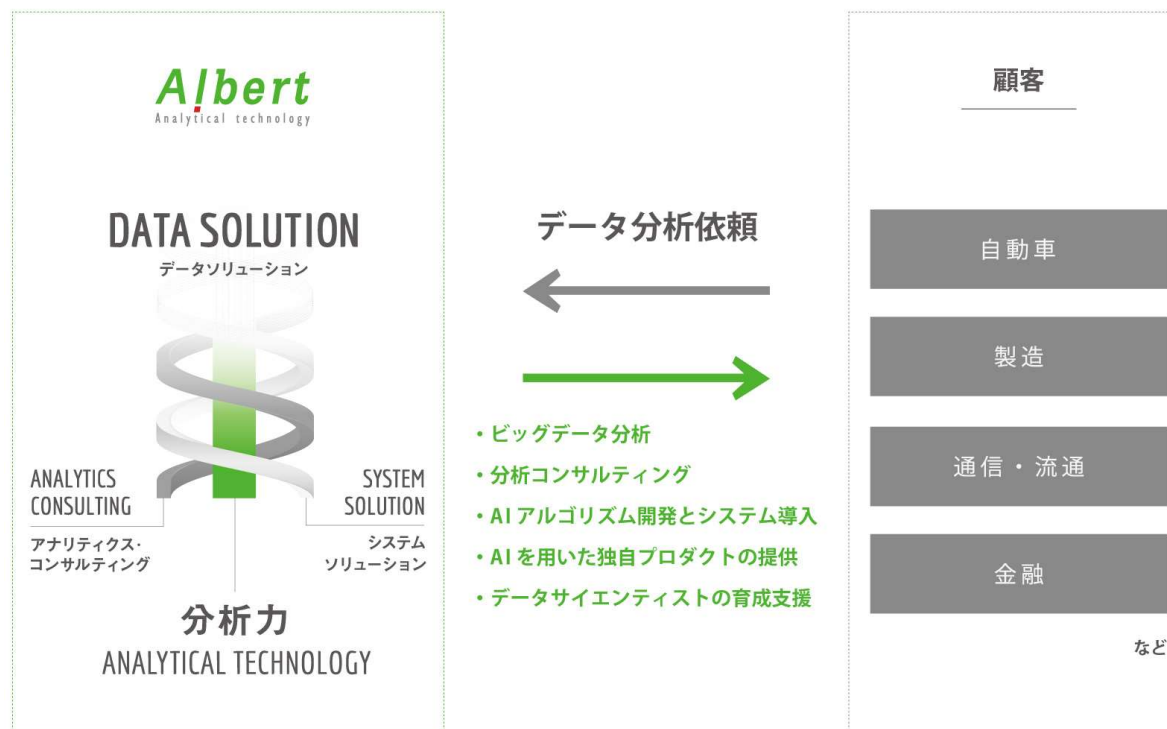 Albert
Analytical technology
DATA SOLUTION
データソリューション
ANALYTICS
CONSULTING
アナリティクス・
コンサルティング
SYSTEM
SOLUTION
システム
ソリューション
分析力
ANALYTICAL TECHNOLOGY
データ分析依頼
・ビッグデータ分析
・分析コンサルティング
・AIアルゴリズム開発とシステム導入
・AIを用いた独自プロダクトの提供
・データサイエンティストの育成支援
顧客
自動車
製造
通信・流通
金融
など